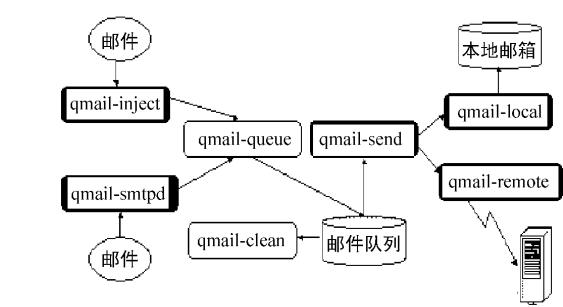 邮件
本地邮箱
qmail-inject
qmail-local
qmail-queue
qmail-send
qmail-smtpd
qmail-remote
qmail-clean
邮件队列
邮件